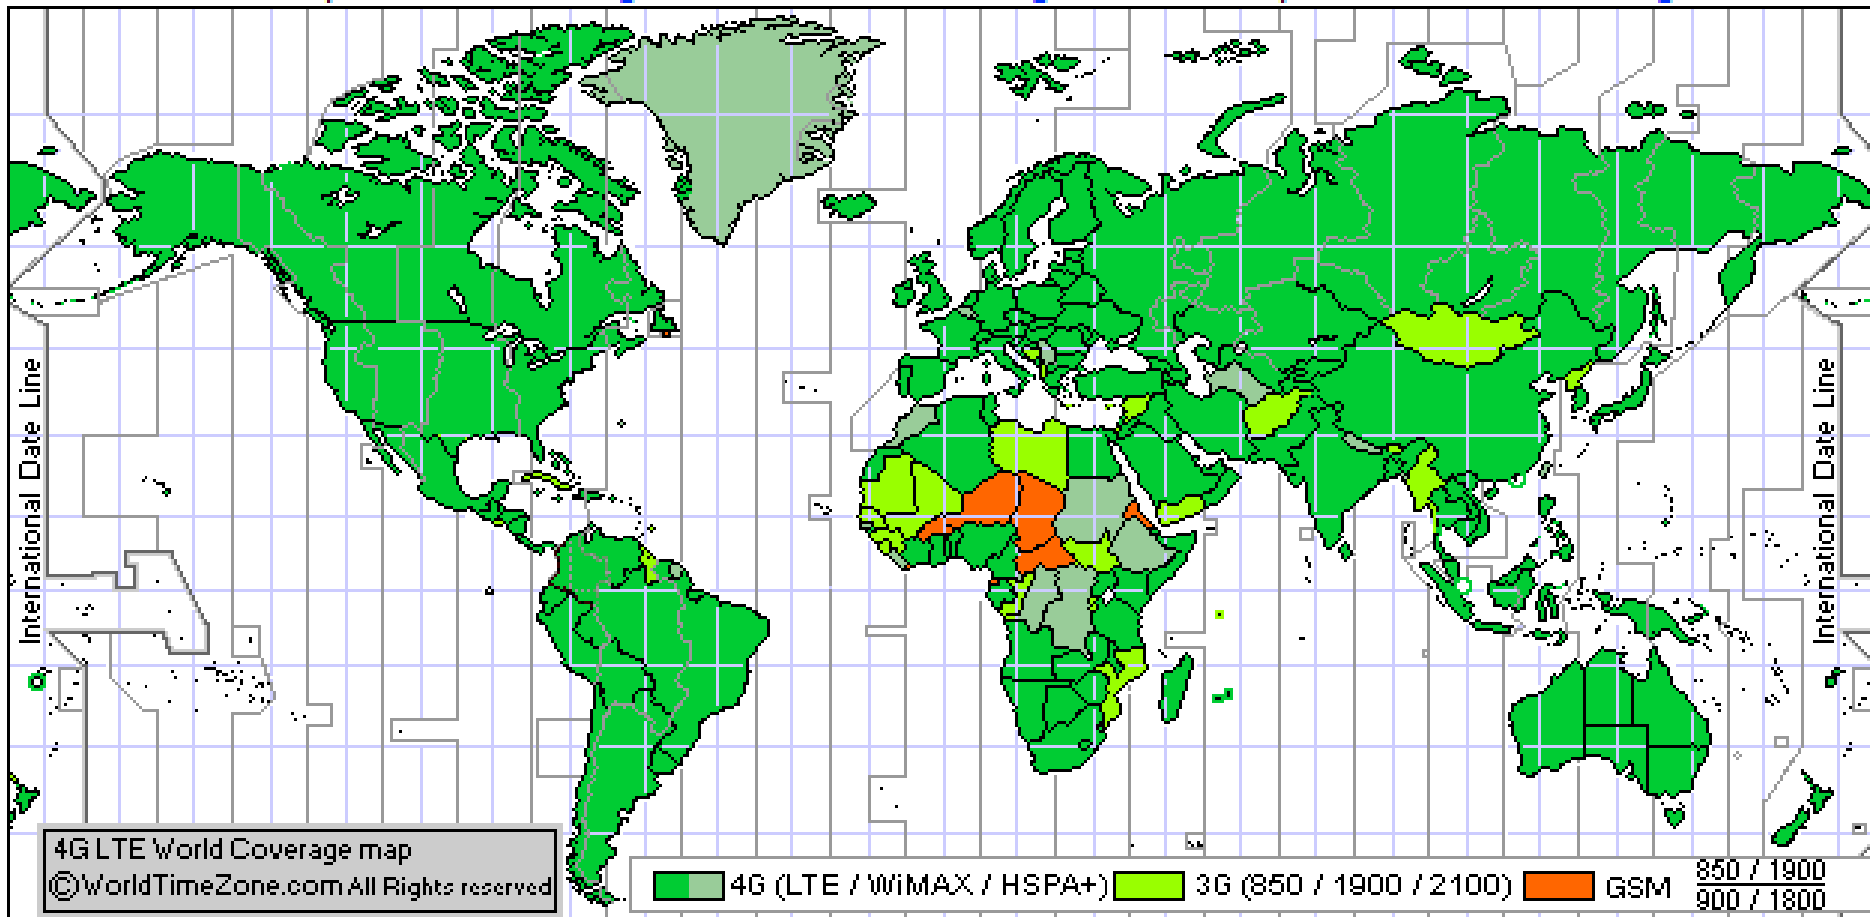 International Date Line
International Date Line
4G LTE World Coverage map
©WorldTimeZone.com All Rights reserved
4G (LTE / WiMAX / HSPA+) 3G (850 / 1900 / 2100) GSM 850 / 1900
900 / 1800